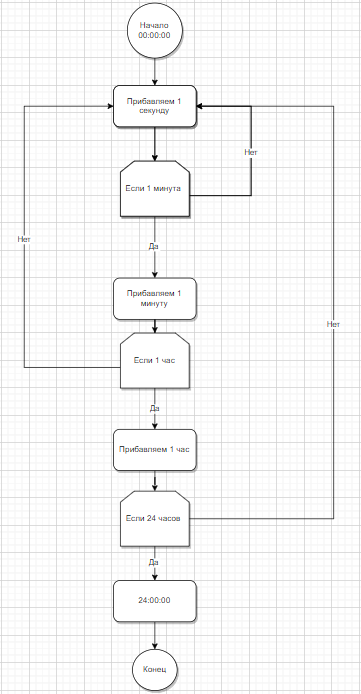 Начало
00:00:00
Прибавляем 1
секунду
Нет
Если 1 минута
Нет
Да
Прибавляем 1
минуту
Нет
Если 1 час
Да
Прибавляем 1 час
Если 24 часов
Да
24:00:00
Конец